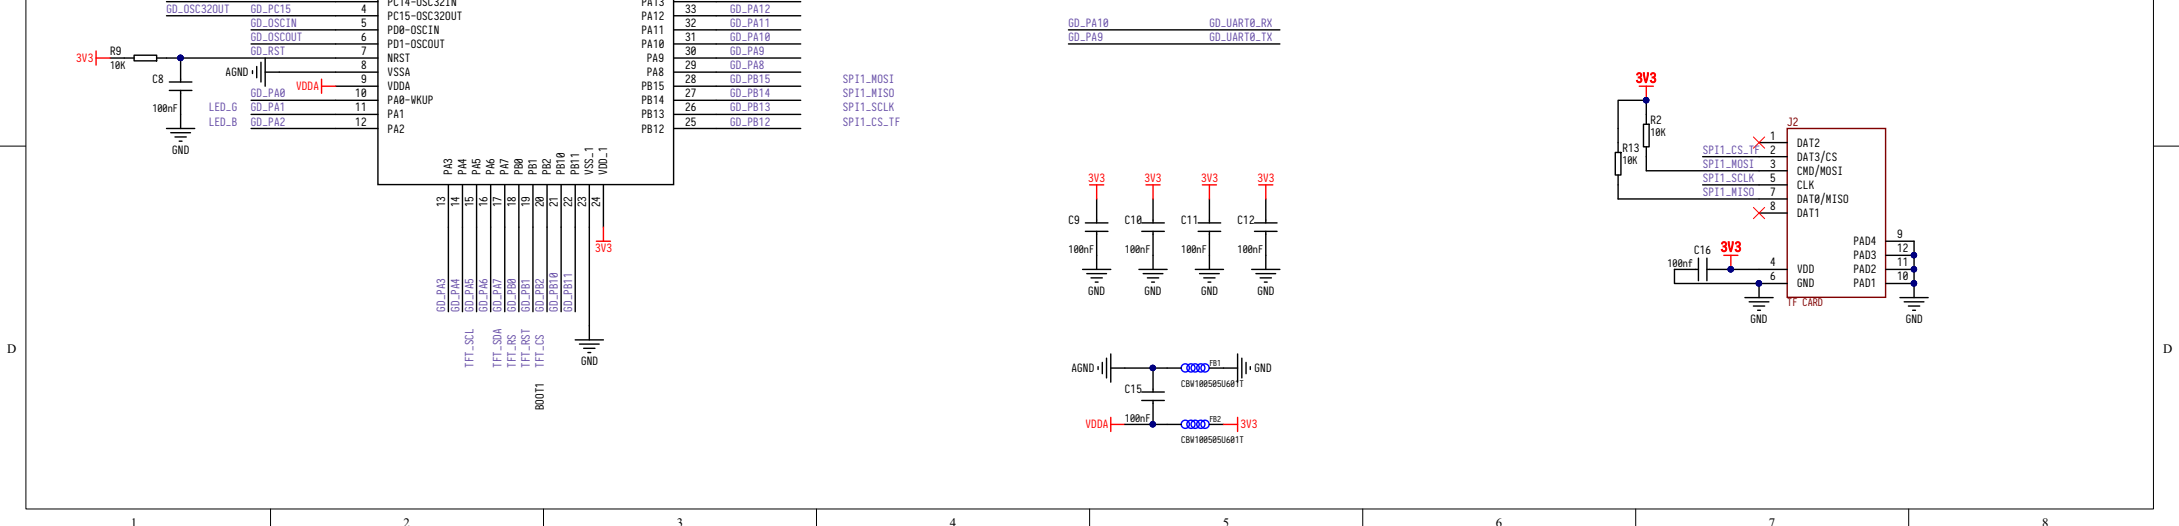 PC14-OSC32IN
GD_OSC32OUT GD_PC15 4 PC15-OSC32OUT
GD_OSCIN 5 PD0-OSCIN
GD_OSCOUT 6 PD1-OSCOUT
3V3 R9 10K GD_RST 7 NRST
AGND 8 VSSA
VDDA 9 VDDA
GD_PA0 10 PA0-WKUP
LED_G GD_PA1 11 PA1
LED_B GD_PA2 12 PA2
C8
100nF
GND
PA13
PA12 33 GD_PA12
PA11 32 GD_PA11
PA10 31 GD_PA10
PA9 30 GD_PA9
PA8 29 GD_PA8
PB15 28 GD_PB15 SPI1_MOSI
PB14 27 GD_PB14 SPI1_MISO
PB13 26 GD_PB13 SPI1_SCLK
PB12 25 GD_PB12 SPI1_CS_TF
PA3 13 GD_PA3
PA4 14 GD_PA4
PA5 15 GD_PA5 TFT_SCL
PA6 16 GD_PA6
PA7 17 GD_PA7 TFT_SDA
PB0 18 GD_PB0 TFT_RS
PB1 19 GD_PB1 TFT_RST
PB2 20 GD_PB2 TFT_CS BOOT1
PB10 21 GD_PB10
PB11 22 GD_PB11
VSS_1 23 GND
VDD_1 24 3V3
GD_PA10 GD_UART0_RX
GD_PA9 GD_UART0_TX
3V3 3V3 3V3 3V3
C9 C10 C11 C12
100nF 100nF 100nF 100nF
GND GND GND GND
AGND FB1 GND
CBW100505U601T
C15
100nF
VDDA FB2 3V3
CBW100505U601T
3V3
R2
10K
R13
10K
J2
1 DAT2
SPI1_CS_TF 2 DAT3/CS
SPI1_MOSI 3 CMD/MOSI
SPI1_SCLK 5 CLK
SPI1_MISO 7 DAT0/MISO
8 DAT1
PAD4 9
PAD3 12
PAD2 11
PAD1 10
C16 3V3
100nf 4 VDD
6 GND
TF CARD
GND GND
D D
1 2 3 4 5 6 7 8